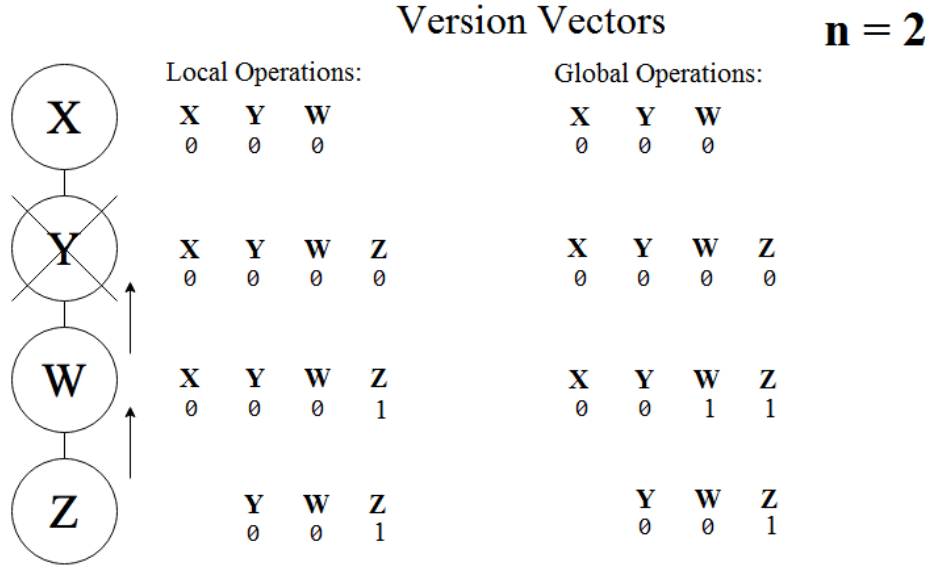 Version Vectors
n = 2
Local Operations:
Global Operations:
X
X Y W
X Y W
0 0 0
0 0 0
Y
X Y W Z
X Y W Z
0 0 0 0
0 0 0 0
W
X Y W Z
X Y W Z
0 0 0 1
0 0 1 1
Z
Y W Z
Y W Z
0 0 1
0 0 1